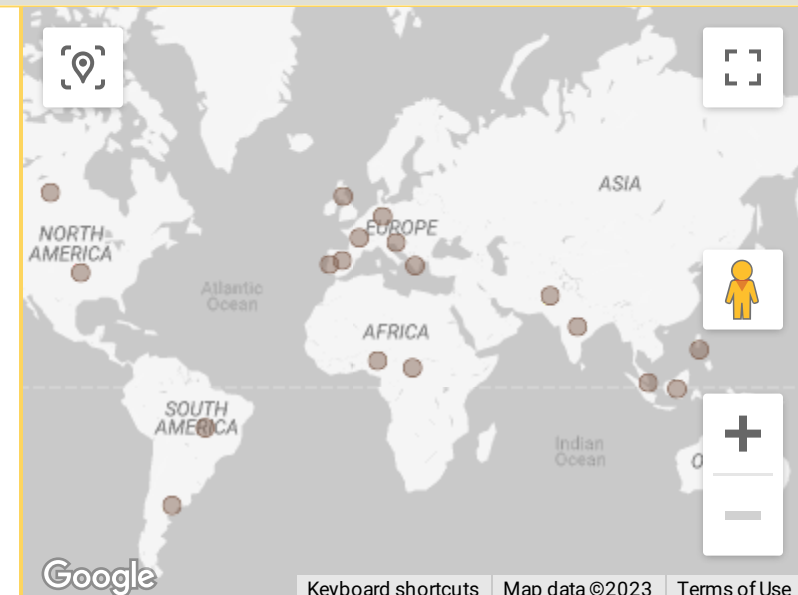 ASIA
EUROPE
NORTH
AMERICA
Atlantic
Ocean
AFRICA
SOUTH
AMERICA
Indian
Ocean
O
Google
Keyboard shortcuts
Map data ©2023
Terms of Use